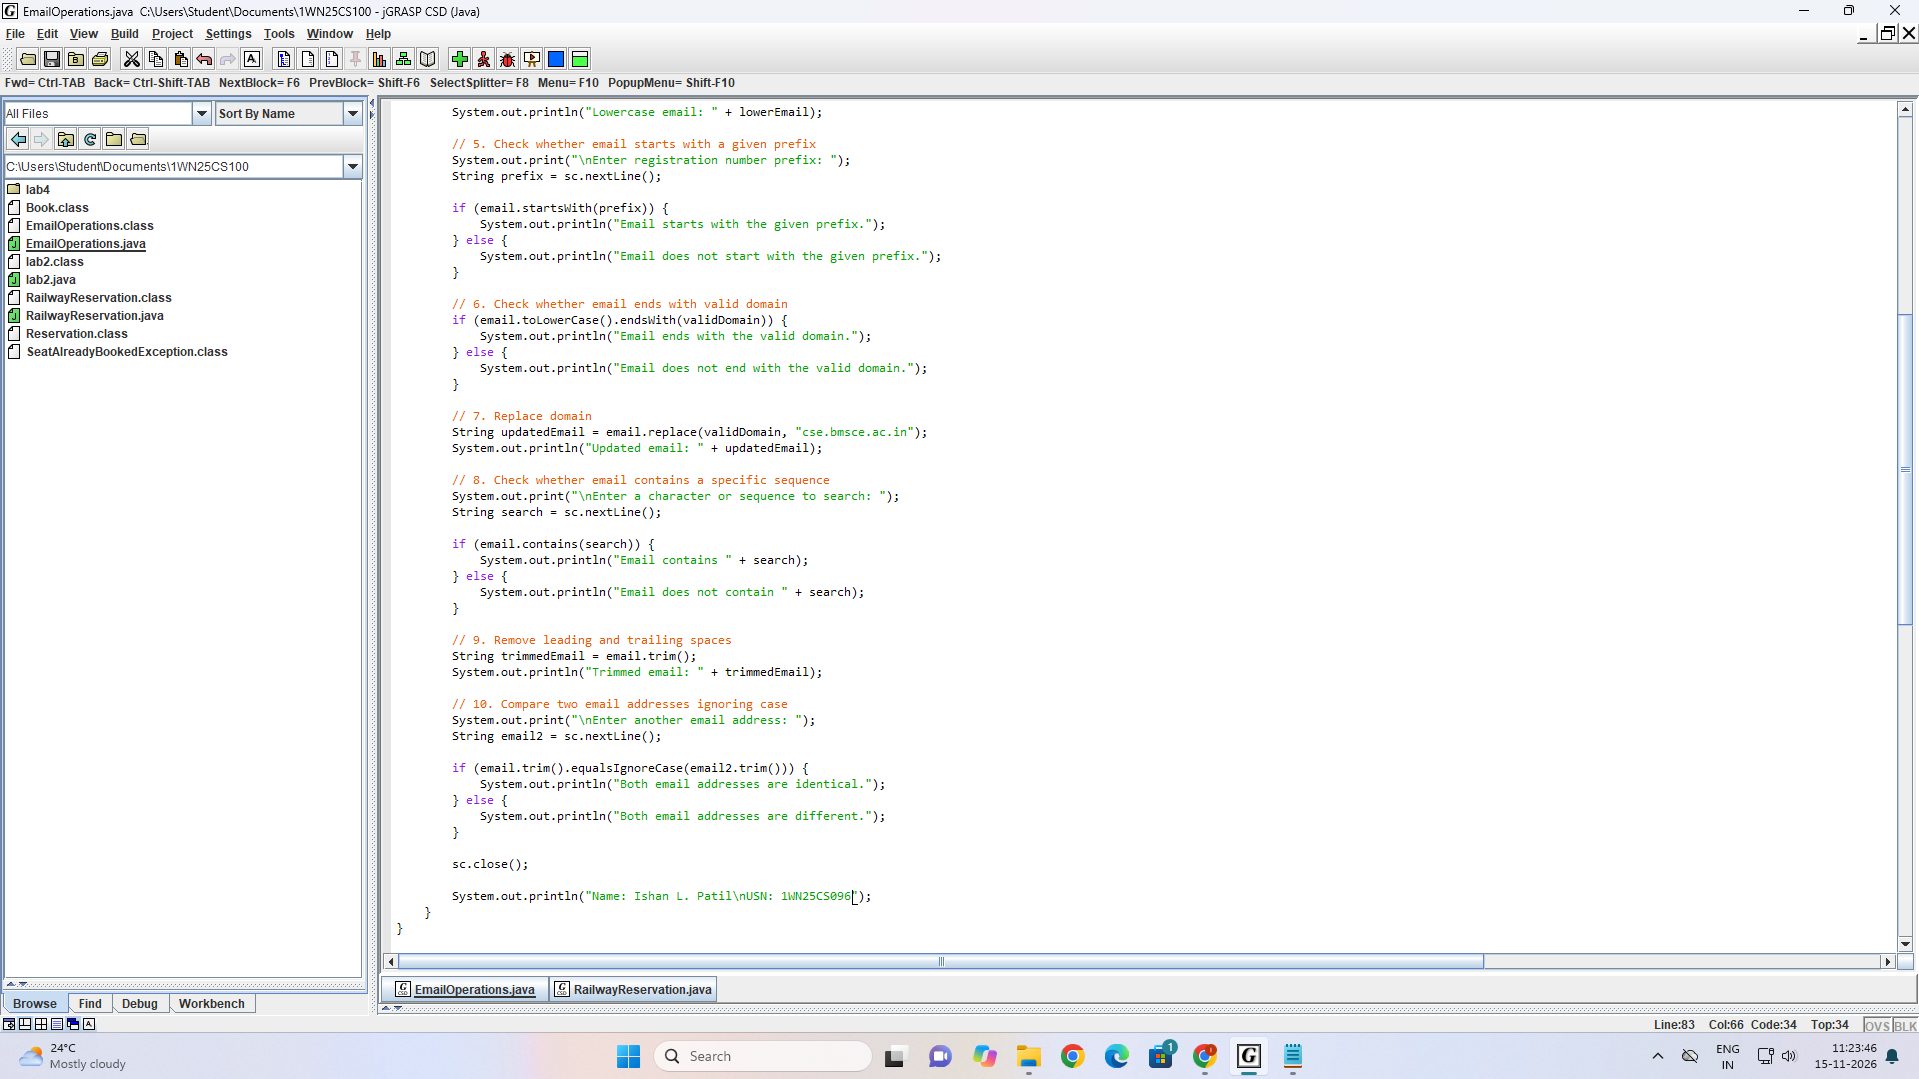 EmailOperations.java  C:\Users\Student\Documents\1WN25CS100 - jGRASP CSD (Java)
File Edit View Build Project Settings Tools Window Help
Fwd= Ctrl-TAB  Back= Ctrl-Shift-TAB  NextBlock= F6  PrevBlock= Shift-F6  SelectSplitter= F8  Menu= F10  PopupMenu= Shift-F10
All Files
Sort By Name
C:\Users\Student\Documents\1WN25CS100
lab4
Book.class
EmailOperations.class
EmailOperations.java
lab2.class
lab2.java
RailwayReservation.class
RailwayReservation.java
Reservation.class
SeatAlreadyBookedException.class
Browse Find Debug Workbench
System.out.println("Lowercase email: " + lowerEmail);
// 5. Check whether email starts with a given prefix
System.out.print("\nEnter registration number prefix: ");
String prefix = sc.nextLine();
if (email.startsWith(prefix)) {
System.out.println("Email starts with the given prefix.");
} else {
System.out.println("Email does not start with the given prefix.");
}
// 6. Check whether email ends with valid domain
if (email.toLowerCase().endsWith(validDomain)) {
System.out.println("Email ends with the valid domain.");
} else {
System.out.println("Email does not end with the valid domain.");
}
// 7. Replace domain
String updatedEmail = email.replace(validDomain, "cse.bmsce.ac.in");
System.out.println("Updated email: " + updatedEmail);
// 8. Check whether email contains a specific sequence
System.out.print("\nEnter a character or sequence to search: ");
String search = sc.nextLine();
if (email.contains(search)) {
System.out.println("Email contains " + search);
} else {
System.out.println("Email does not contain " + search);
}
// 9. Remove leading and trailing spaces
String trimmedEmail = email.trim();
System.out.println("Trimmed email: " + trimmedEmail);
// 10. Compare two email addresses ignoring case
System.out.print("\nEnter another email address: ");
String email2 = sc.nextLine();
if (email.trim().equalsIgnoreCase(email2.trim())) {
System.out.println("Both email addresses are identical.");
} else {
System.out.println("Both email addresses are different.");
}
sc.close();
System.out.println("Name: Ishan L. Patil\nUSN: 1WN25CS096");
}
}
EmailOperations.java RailwayReservation.java
Line:83 Col:66 Code:34 Top:34 OVS BLK
24°C
Mostly cloudy
Search
1
ENG
IN
11:23:46
15-11-2026